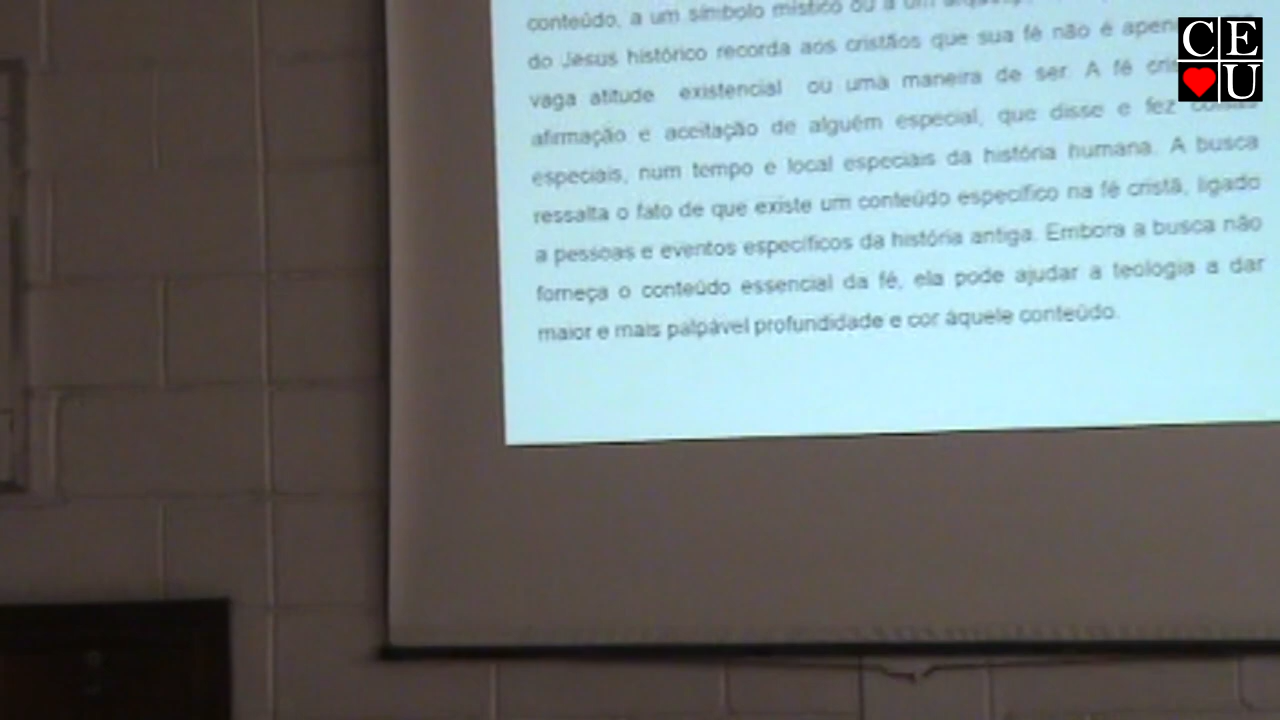 conteúdo, a um símbolo místico ou a um
do Jesus histórico recorda aos cristãos que sua fé não é
vaga atitude existencial ou uma maneira de ser. A fé
afirmação e aceitação de alguém especial, que disse e fez coisas
especiais, num tempo e local especiais da história humana. A busca
ressalta o fato de que existe um conteúdo específico na fé cristã, ligado
a pessoas e eventos específicos da história antiga. Embora a busca não
forneça o conteúdo essencial da fé, ela pode ajudar a teologia a dar
maior e mais palpável profundidade e cor àquele conteúdo.
CE
U